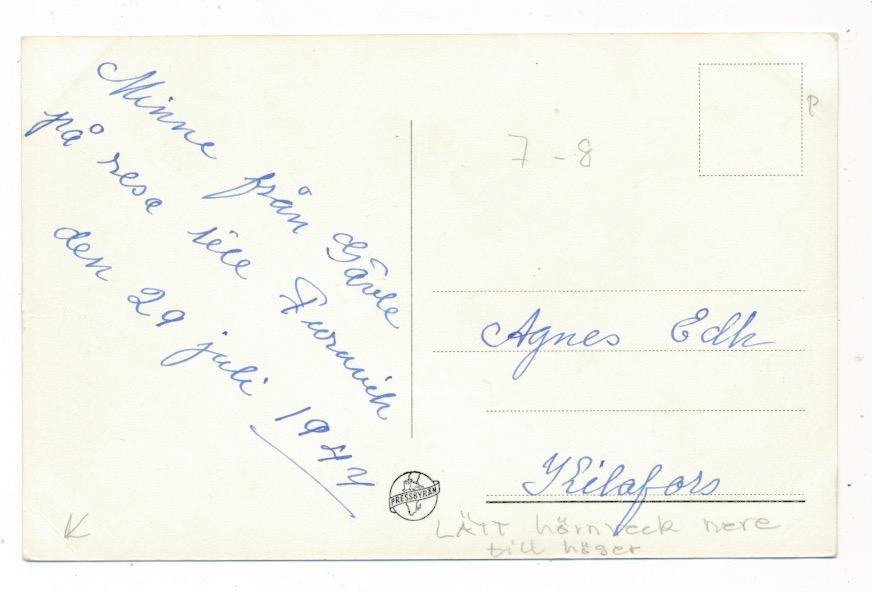 Minne från Gävle
på resa till Furuvik
den 29 juli 1944
7-8
P
Agnes Edh
Kilafors
PRESSBYRÅN
K
LÄTT hörnveck nere
till höger